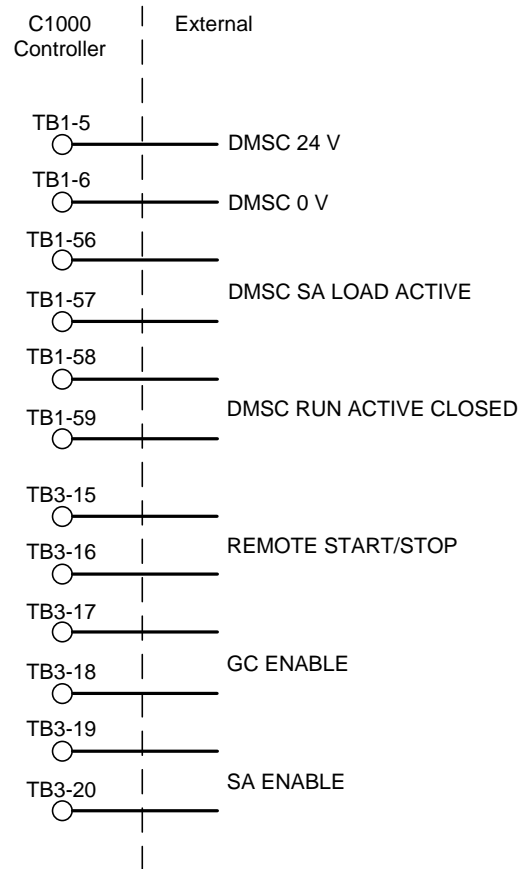 C1000
Controller
External
TB1-5
DMSC 24 V
TB1-6
DMSC 0 V
TB1-56
DMSC SA LOAD ACTIVE
TB1-57
TB1-58
DMSC RUN ACTIVE CLOSED
TB1-59
TB3-15
REMOTE START/STOP
TB3-16
TB3-17
GC ENABLE
TB3-18
TB3-19
SA ENABLE
TB3-20